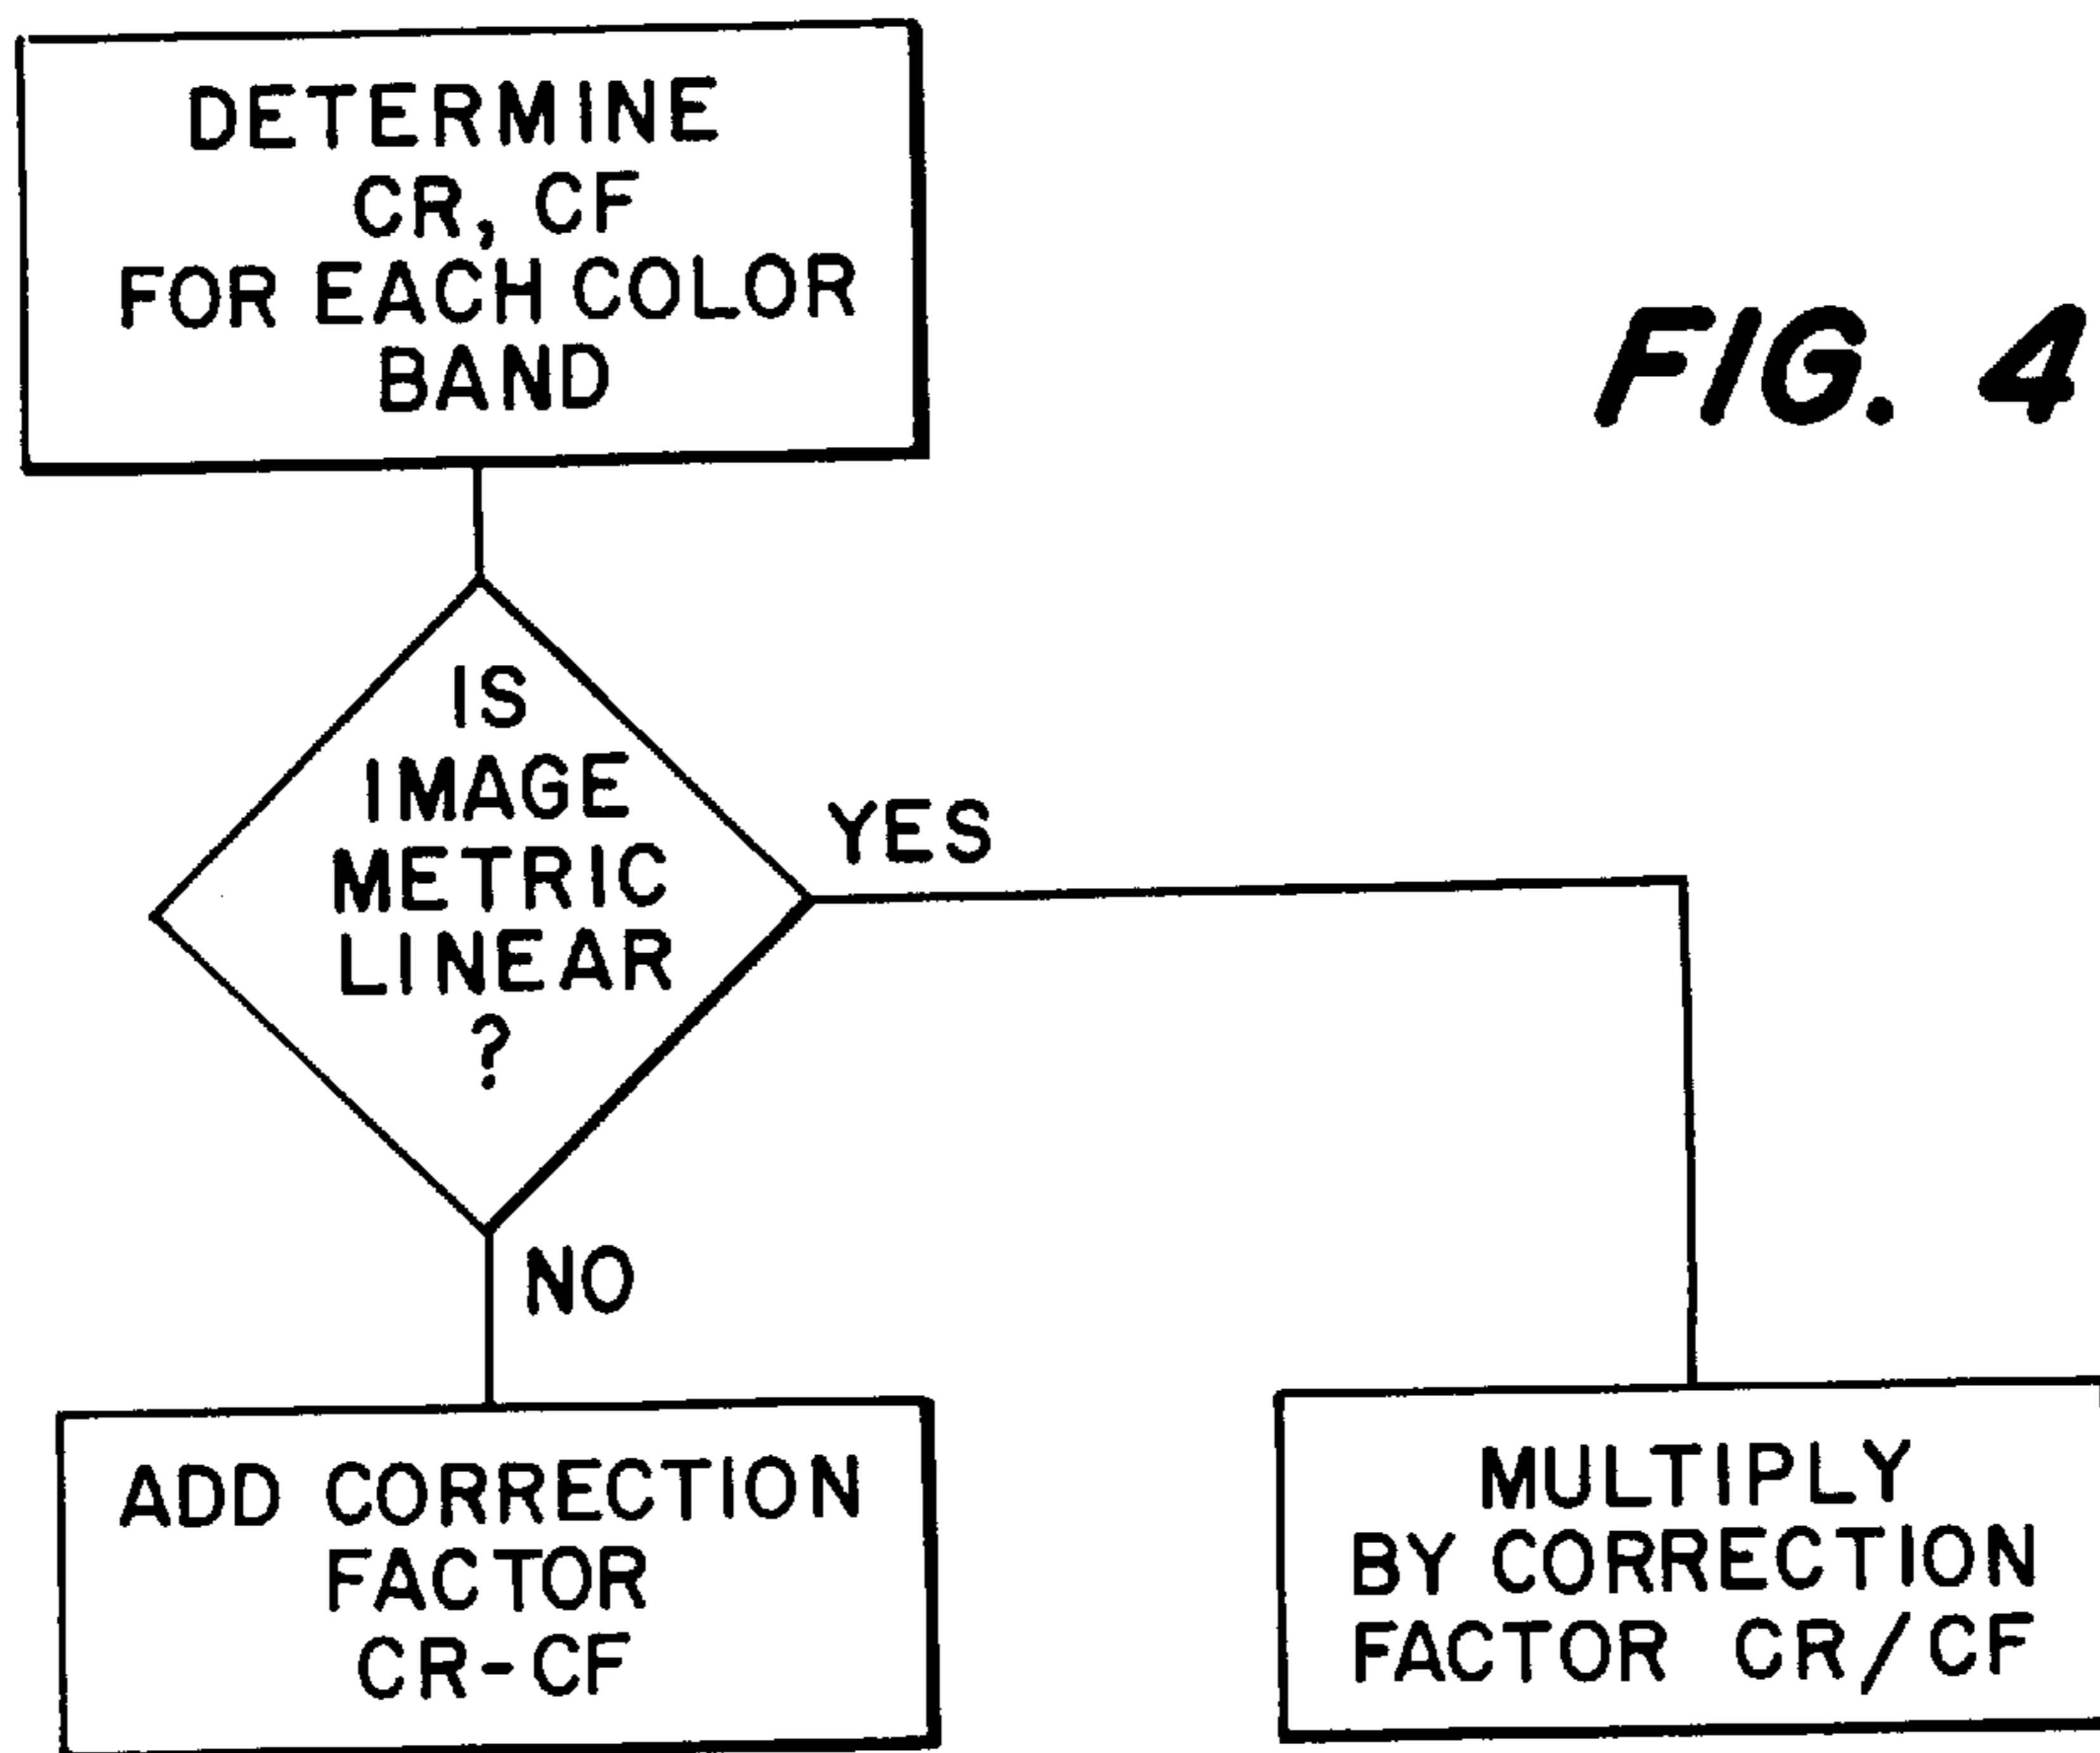 DETERMINE
CR, CF
FOR EACH COLOR
BAND
FIG. 4
IS
IMAGE
METRIC
LINEAR
?
YES
NO
ADD CORRECTION
FACTOR
CR-CF
MULTIPLY
BY CORRECTION
FACTOR CR/CF